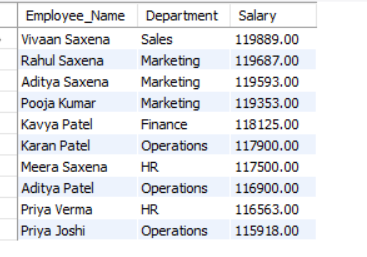 Employee_Name Department Salary
Vivaan Saxena Sales 119889.00
Rahul Saxena Marketing 119687.00
Aditya Saxena Marketing 119593.00
Pooja Kumar Marketing 119353.00
Kavya Patel Finance 118125.00
Karan Patel Operations 117900.00
Meera Saxena HR 117500.00
Aditya Patel Operations 116900.00
Priya Verma HR 116563.00
Priya Joshi Operations 115918.00